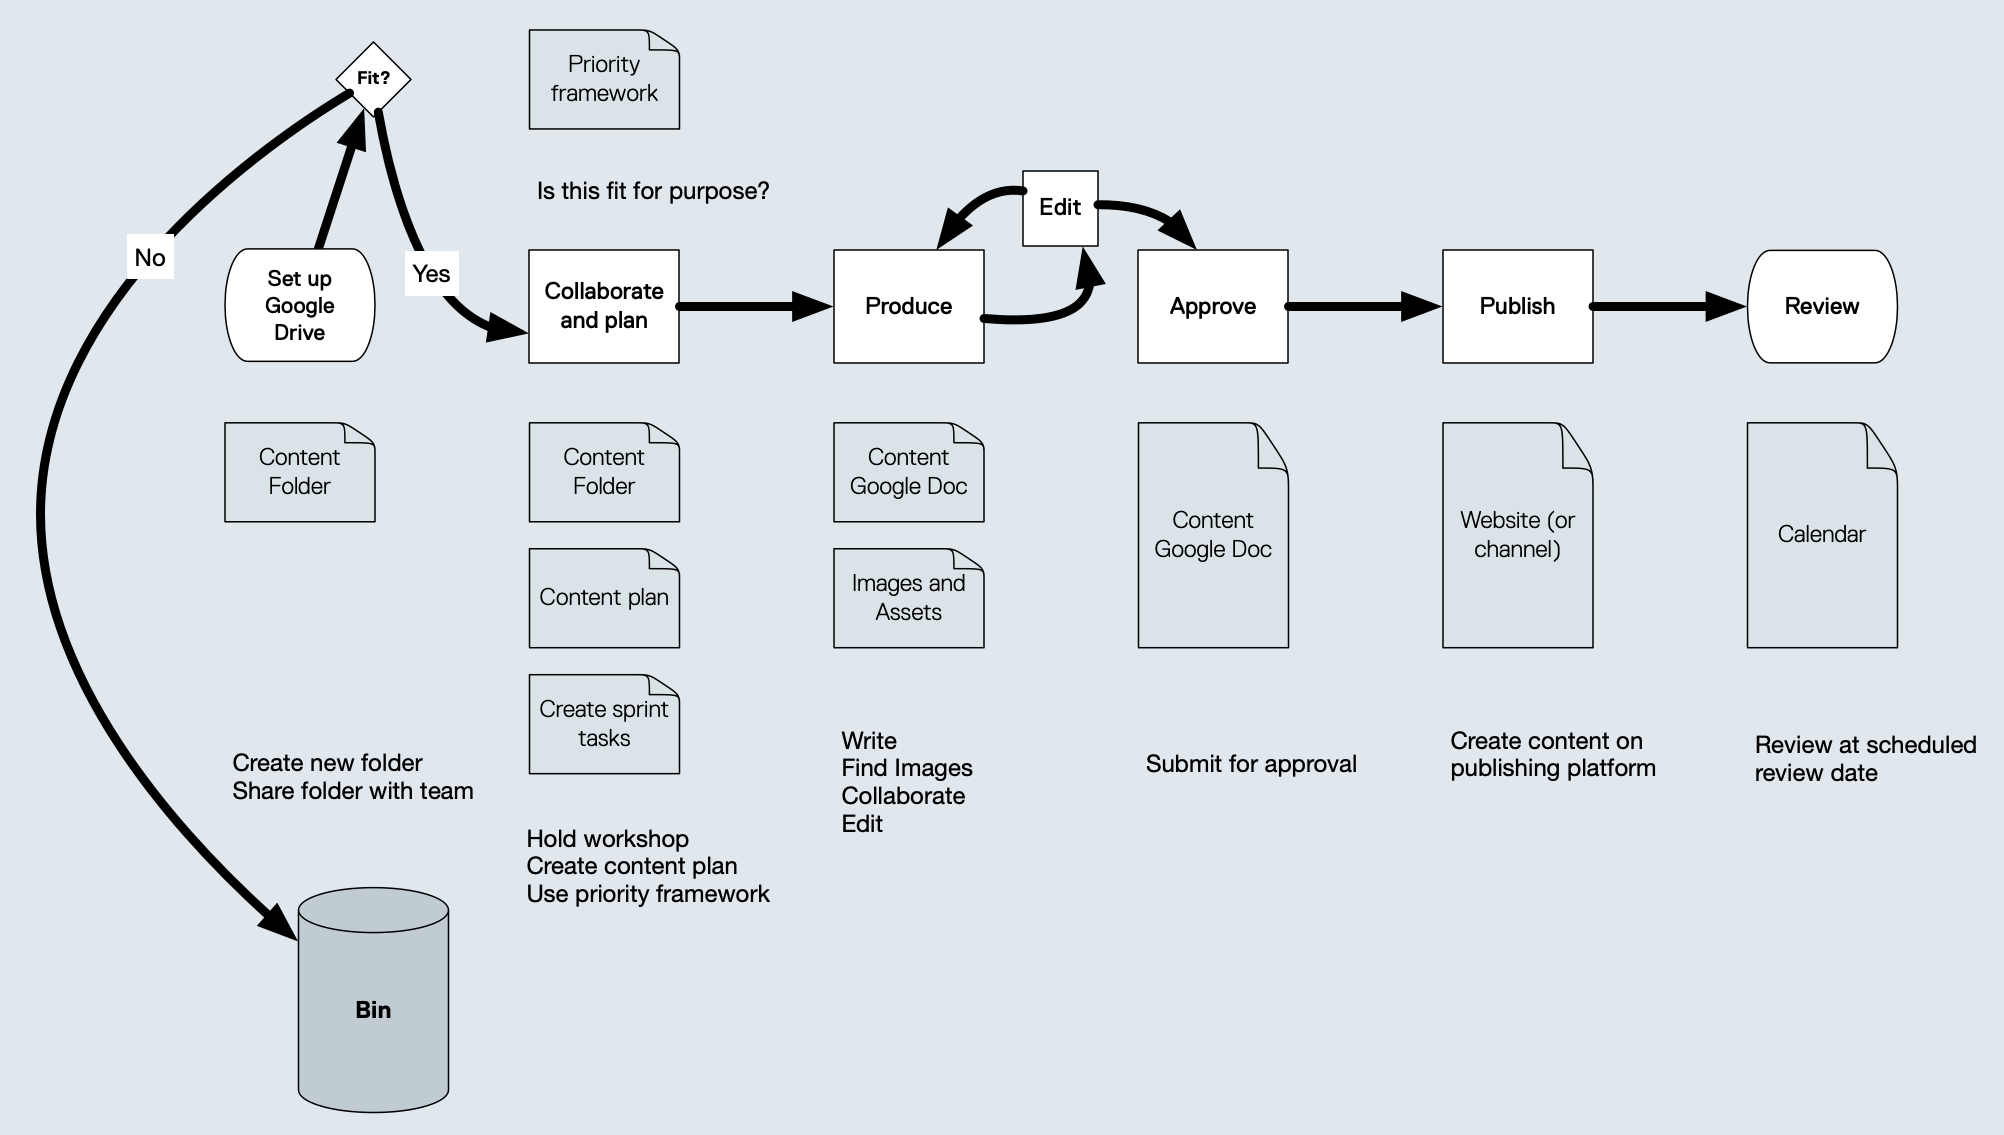 Fit?
Priority
framework
Is this fit for purpose?
No
Yes
Set up
Google
Drive
Collaborate
and plan
Produce
Edit
Approve
Publish
Review
Content
Folder
Content
Folder
Content
Google Doc
Content
Google Doc
Website (or
channel)
Calendar
Content plan
Images and
Assets
Create sprint
tasks
Create new folder
Share folder with team
Hold workshop
Create content plan
Use priority framework
Write
Find Images
Collaborate
Edit
Submit for approval
Create content on
publishing platform
Review at scheduled
review date
Bin